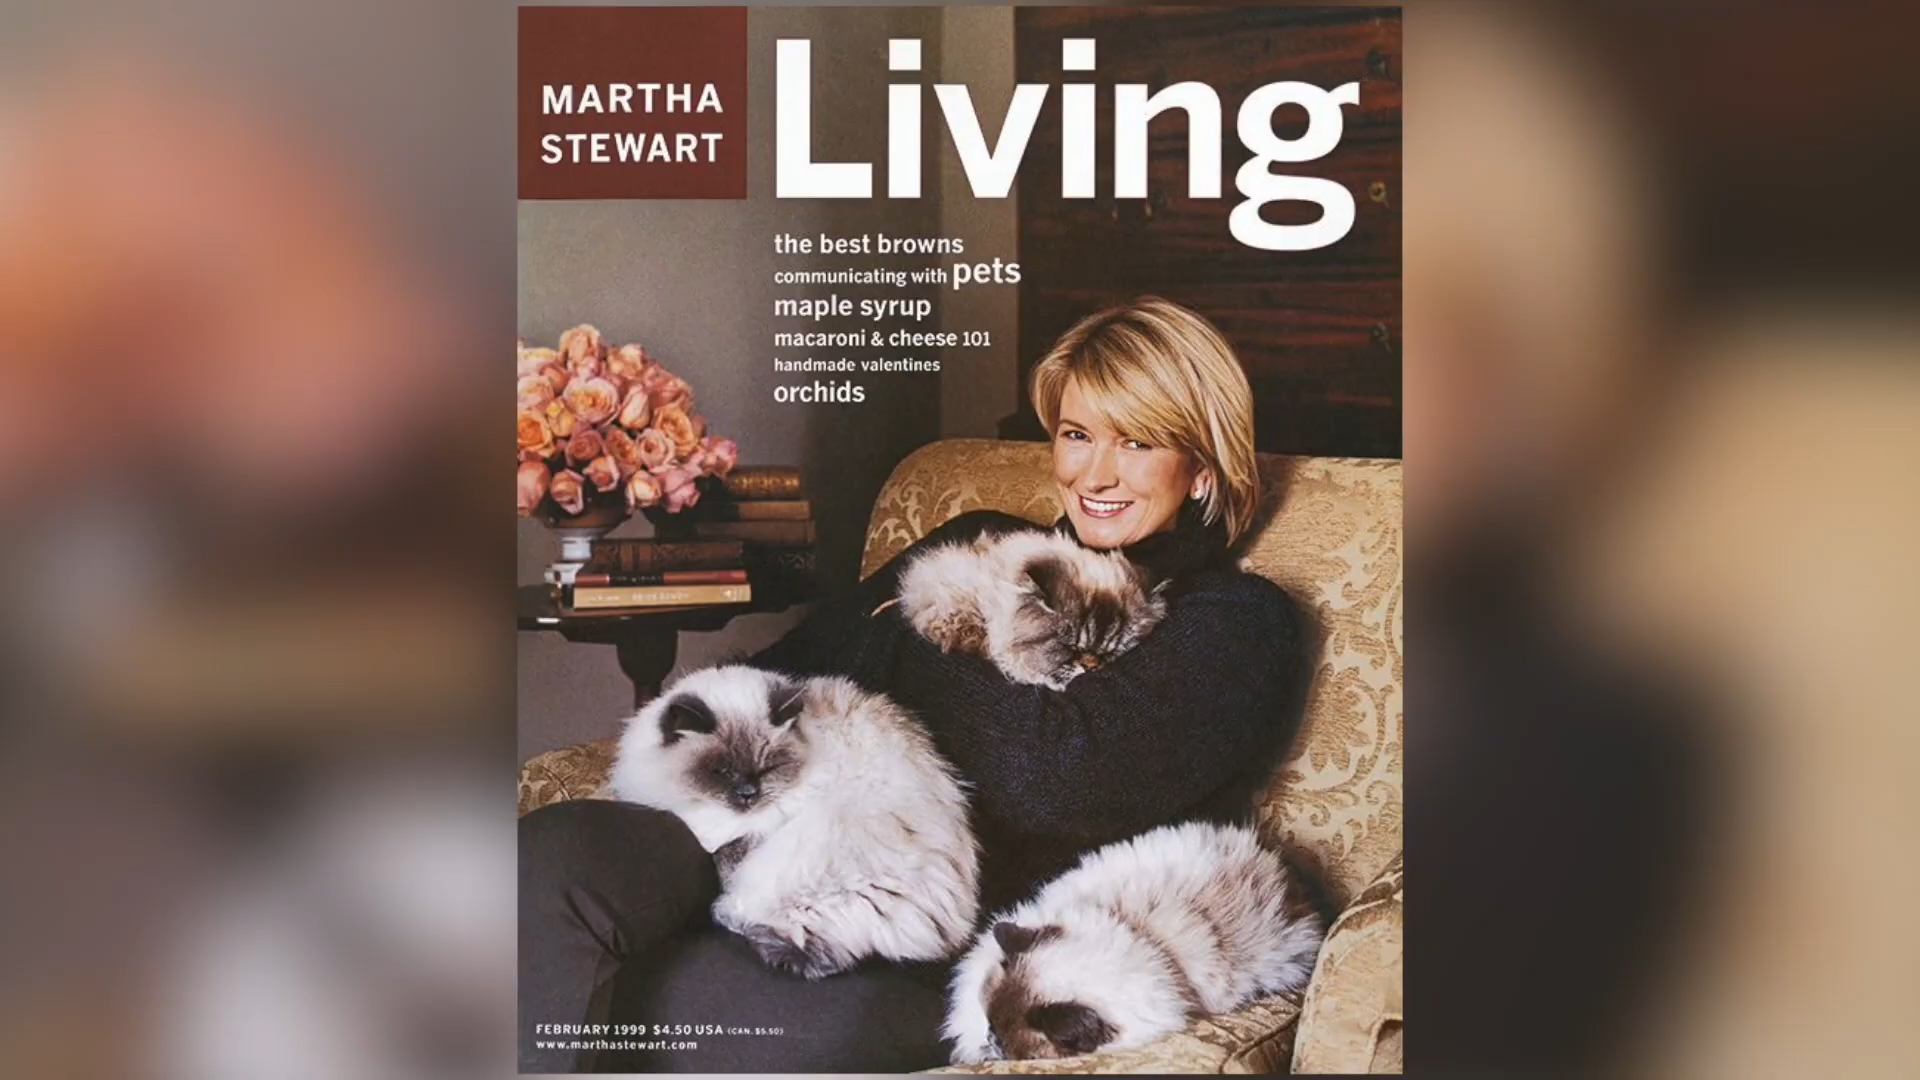 MARTHA
STEWART
Living
the best browns
communicating with pets
maple syrup
macaroni & cheese 101
handmade valentines
orchids
FEBRUARY 1999 $4.50 USA (CAN. $5.50)
www.marthastewart.com